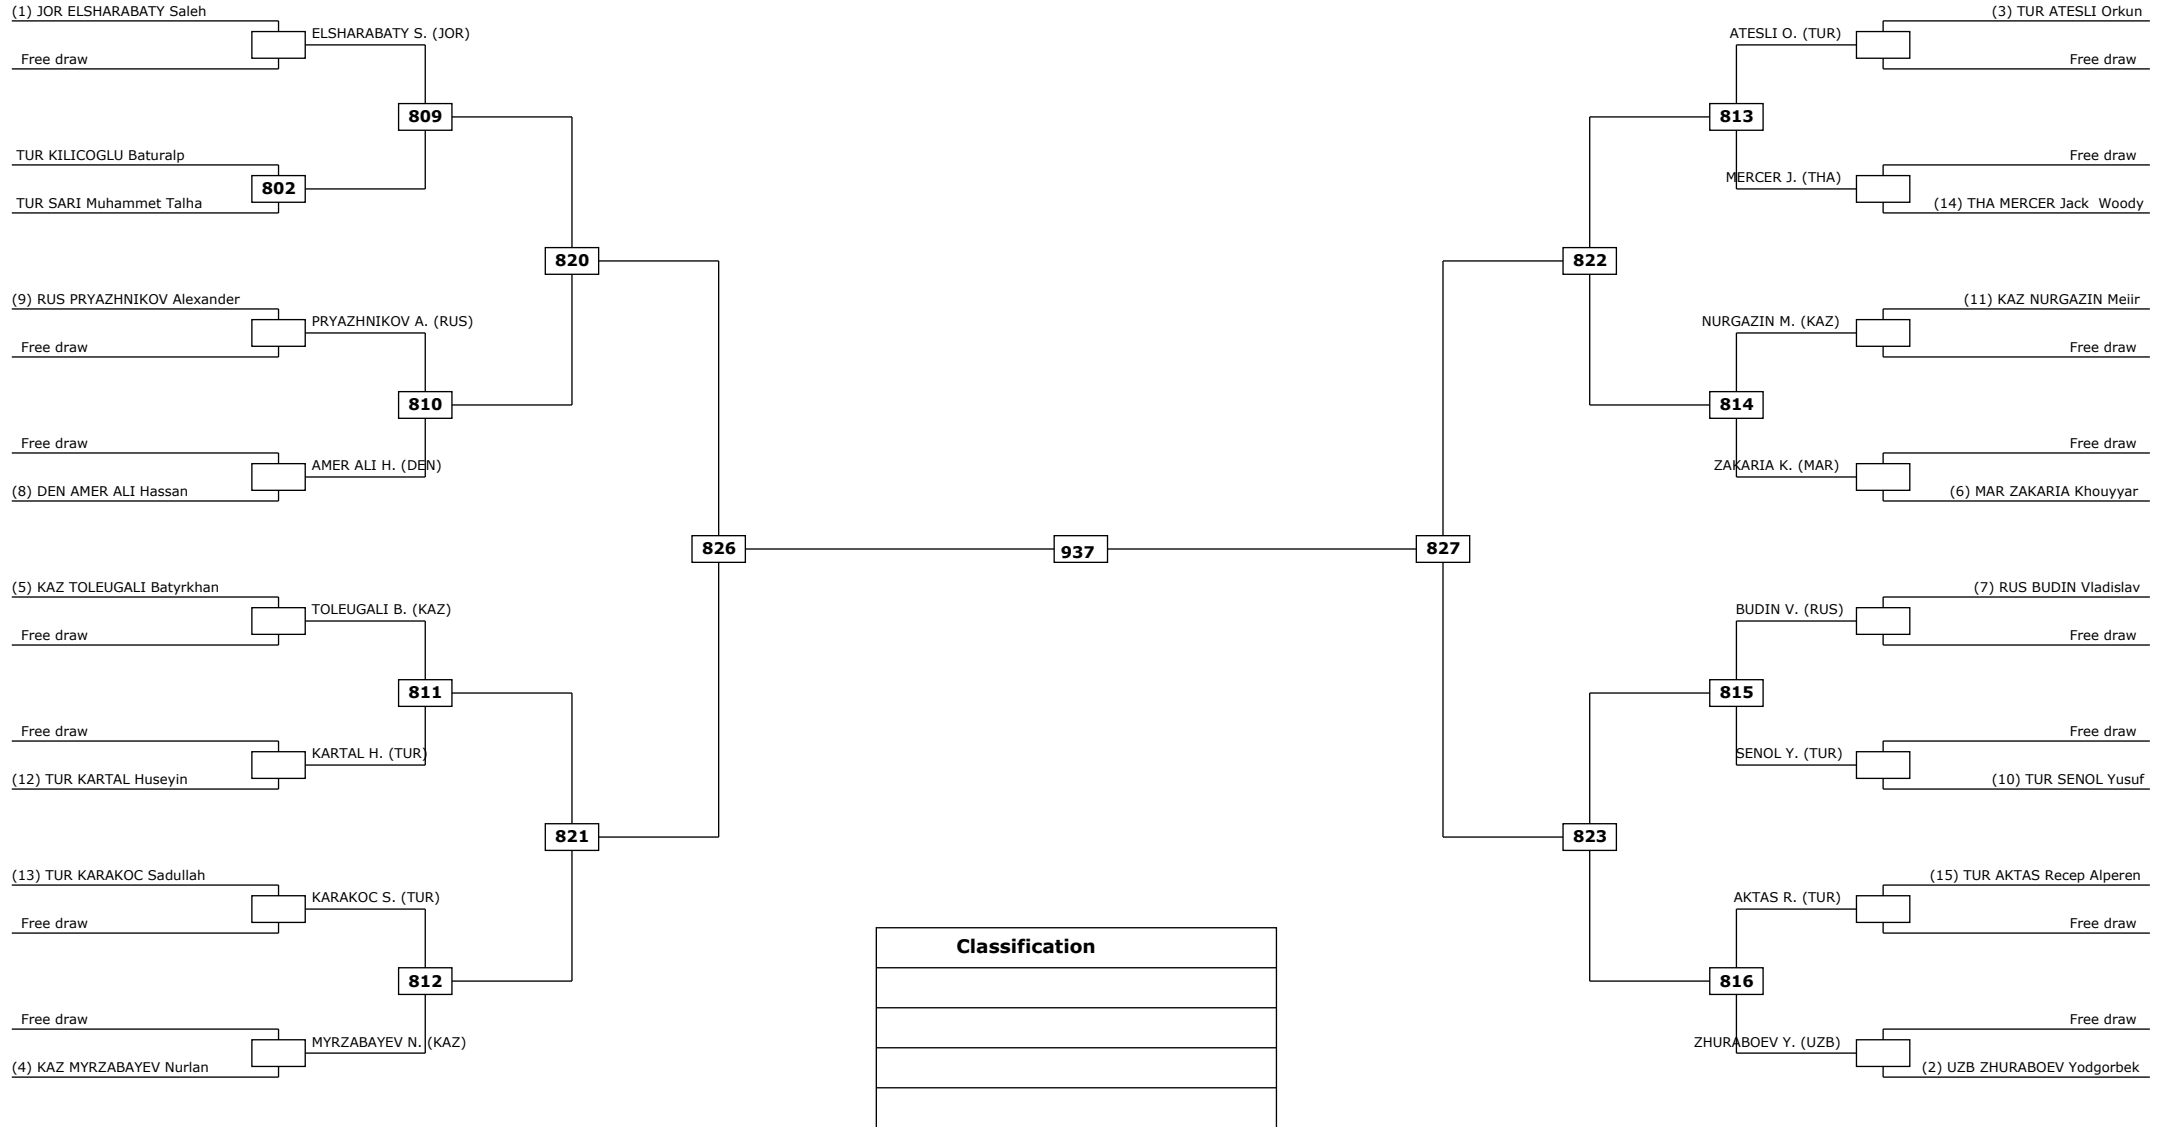 (1) JOR ELSHARABATY Saleh
ELSHARABATY S. (JOR)
Free draw
809
TUR KILICOGLU Baturalp
802
TUR SARI Muhammet Talha
820
(9) RUS PRYAZHNIKOV Alexander
PRYAZHNIKOV A. (RUS)
Free draw
810
Free draw
AMER ALI H. (DEN)
(8) DEN AMER ALI Hassan
826
(5) KAZ TOLEUGALI Batyrkhan
TOLEUGALI B. (KAZ)
Free draw
811
Free draw
KARTAL H. (TUR)
(12) TUR KARTAL Huseyin
821
(13) TUR KARAKOC Sadullah
KARAKOC S. (TUR)
Free draw
812
Free draw
MYRZABAYEV N. (KAZ)
(4) KAZ MYRZABAYEV Nurlan
937
(3) TUR ATESLI Orkun
ATESLI O. (TUR)
Free draw
813
Free draw
MERCER J. (THA)
(14) THA MERCER Jack  Woody
822
(11) KAZ NURGAZIN Meiir
NURGAZIN M. (KAZ)
Free draw
814
Free draw
ZAKARIA K. (MAR)
(6) MAR ZAKARIA Khouyyar
827
(7) RUS BUDIN Vladislav
BUDIN V. (RUS)
Free draw
815
Free draw
SENOL Y. (TUR)
(10) TUR SENOL Yusuf
823
(15) TUR AKTAS Recep Alperen
AKTAS R. (TUR)
Free draw
816
Free draw
ZHURABOEV Y. (UZB)
(2) UZB ZHURABOEV Yodgorbek
Classification